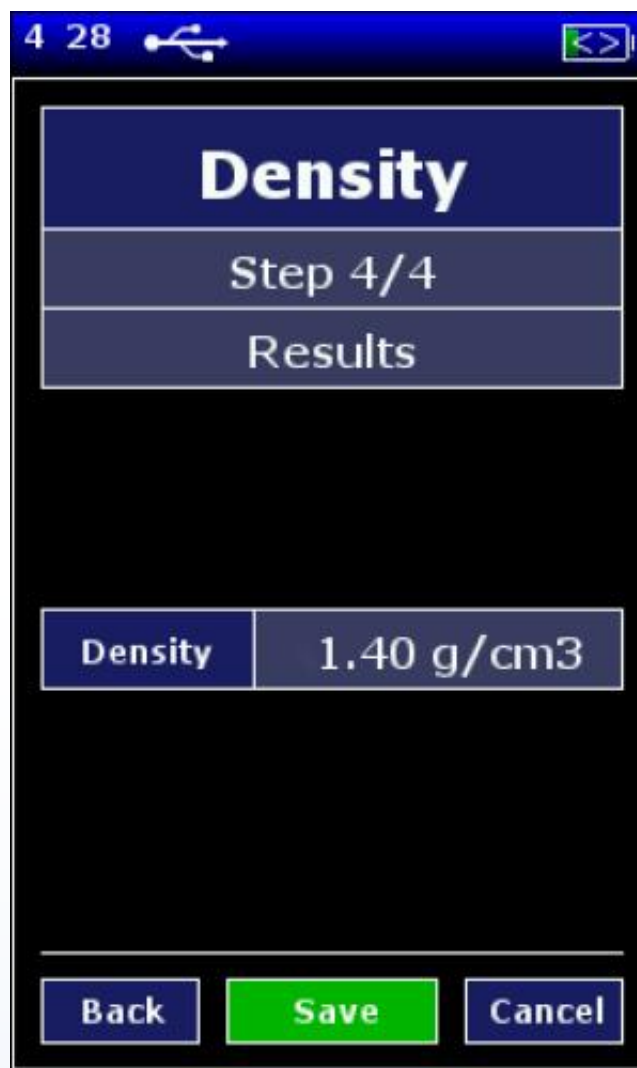 4 28
Density
Step 4/4
Results
Density 1.40 g/cm3
Back Save Cancel